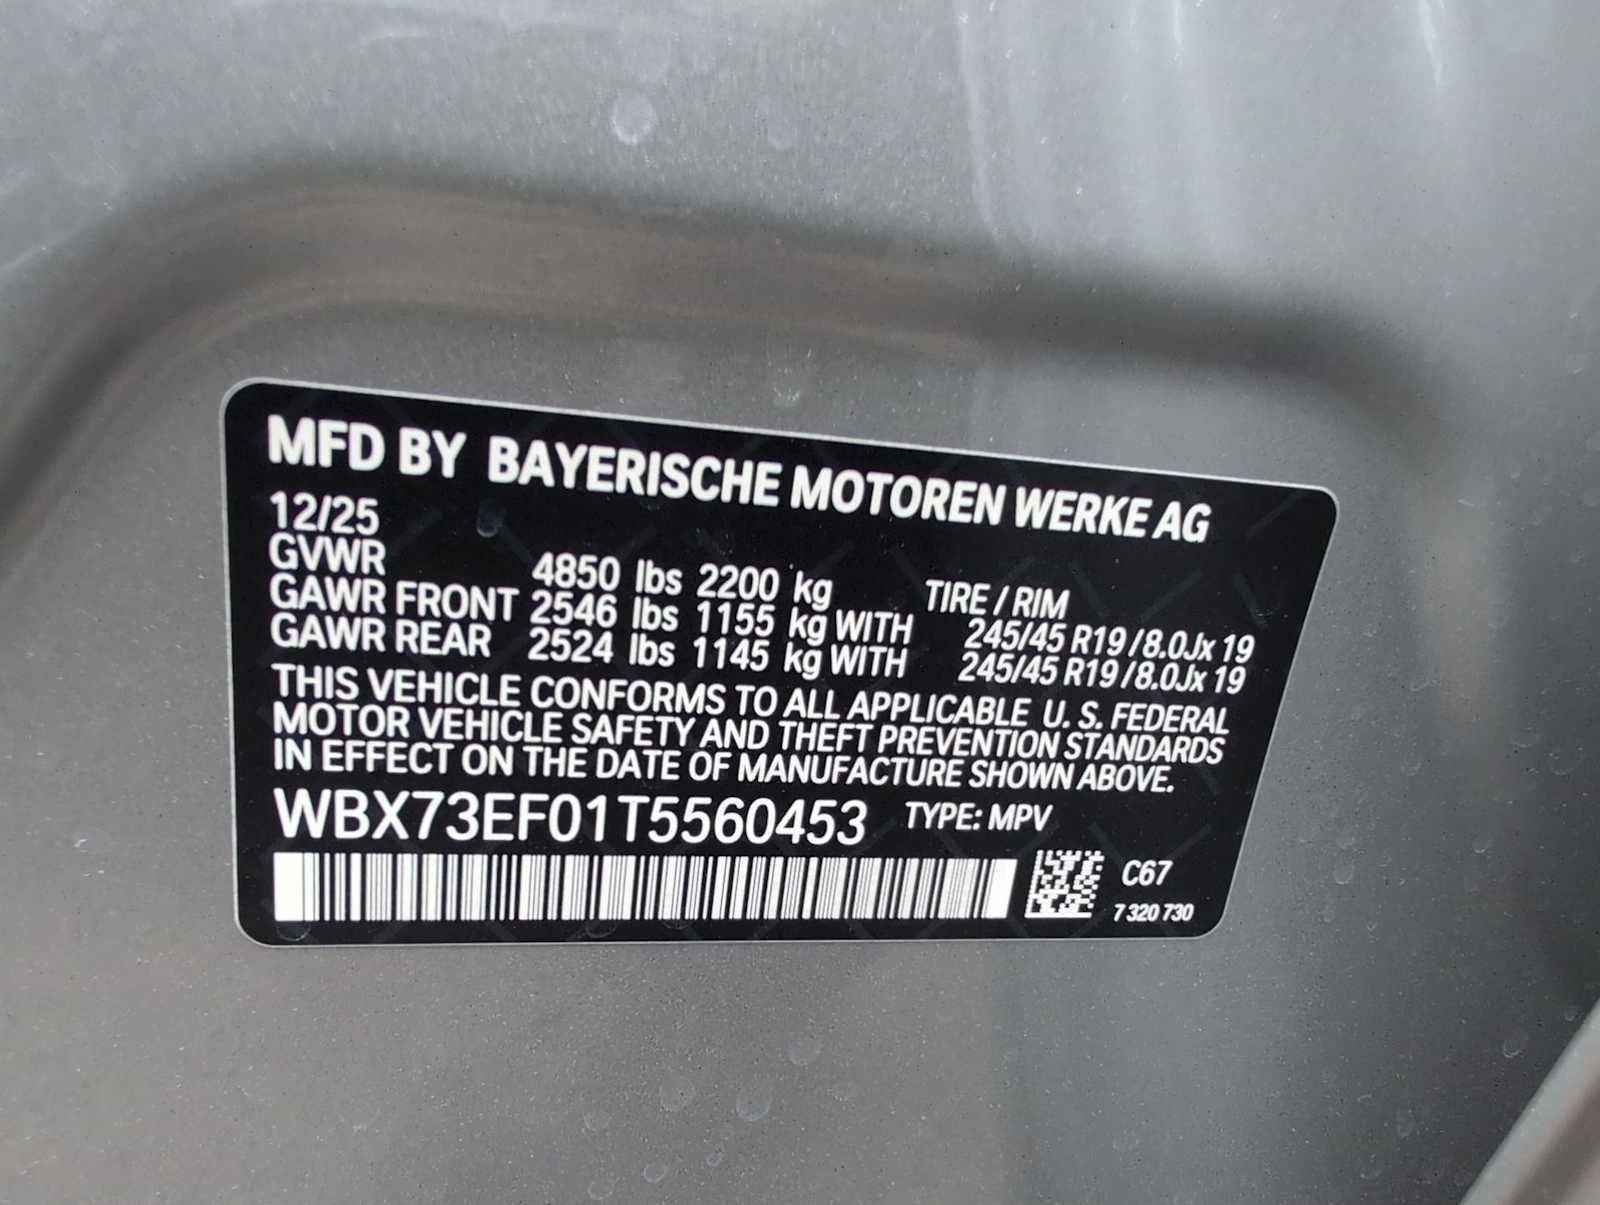 MFD BY BAYERISCHE MOTOREN WERKE AG
12/25
GVWR 4850 lbs 2200 kg TIRE / RIM
GAWR FRONT 2546 lbs 1155 kg WITH 245/45 R19 / 8.0Jx 19
GAWR REAR 2524 lbs 1145 kg WITH 245/45 R19 / 8.0Jx 19
THIS VEHICLE CONFORMS TO ALL APPLICABLE U. S. FEDERAL
MOTOR VEHICLE SAFETY AND THEFT PREVENTION STANDARDS
IN EFFECT ON THE DATE OF MANUFACTURE SHOWN ABOVE.
WBX73EF01T5560453 TYPE: MPV
C67
7 320 730